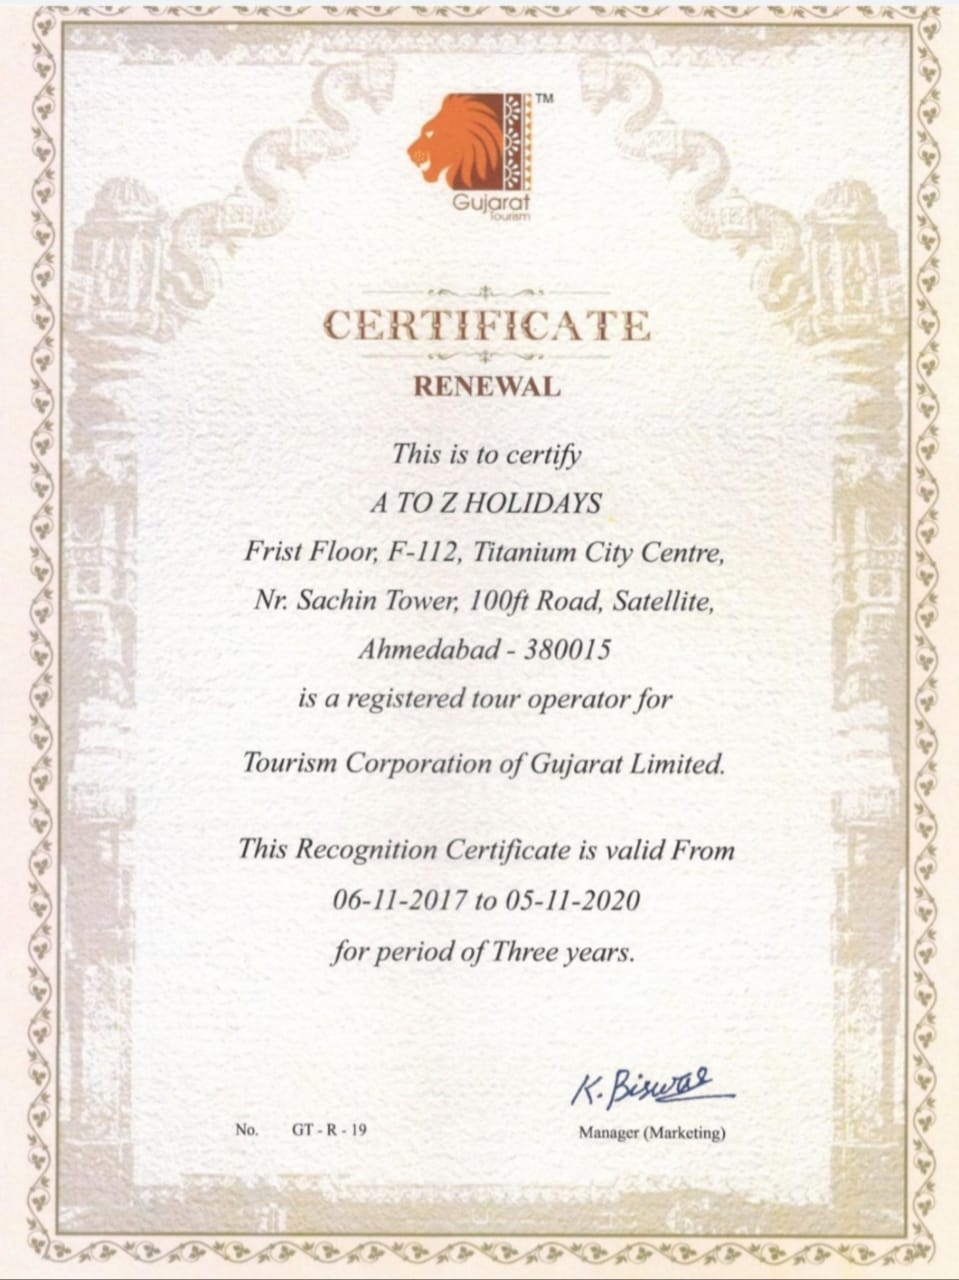 TM
Gujarat
Tourism
CERTIFICATE
RENEWAL
This is to certify
A TO Z HOLIDAYS
Frist Floor, F-112, Titanium City Centre,
Nr. Sachin Tower, 100ft Road, Satellite,
Ahmedabad - 380015
is a registered tour operator for
Tourism Corporation of Gujarat Limited.
This Recognition Certificate is valid From
06-11-2017 to 05-11-2020
for period of Three years.
K. Biswal
No. GT - R - 19
Manager (Marketing)